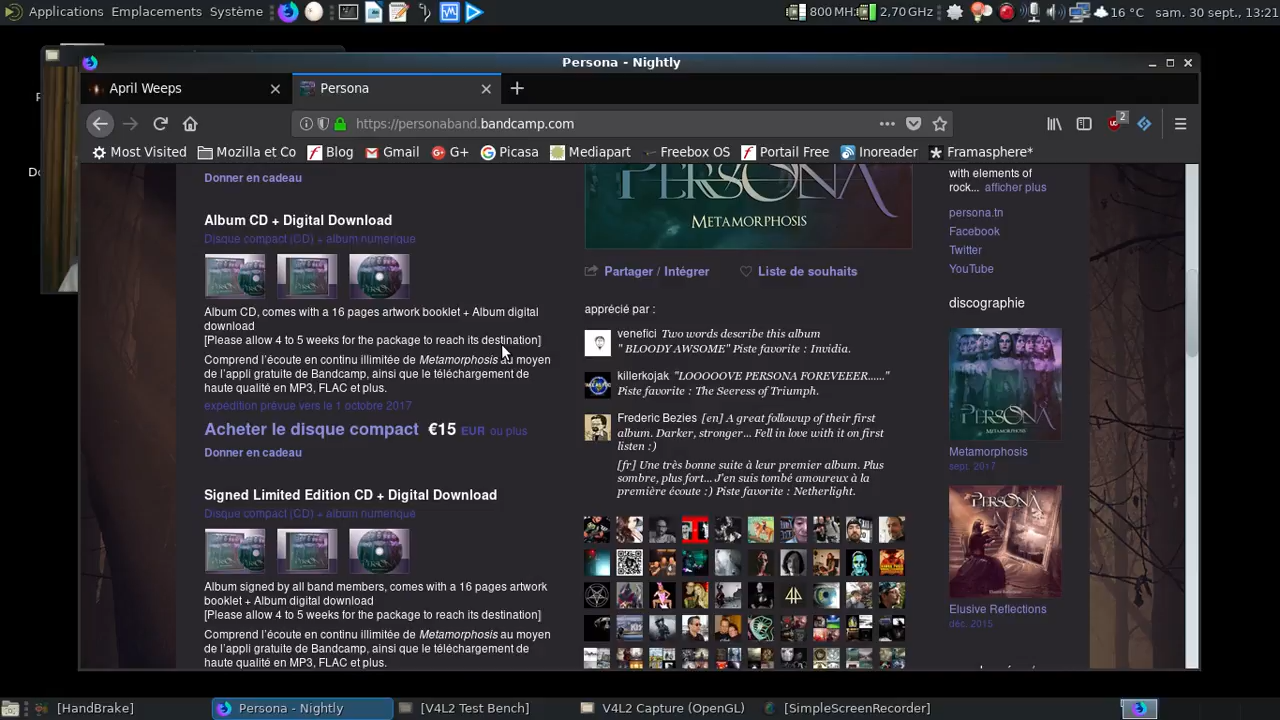 Applications Emplacements Système 800 MHz 2,70 GHz 16 °C sam. 30 sept., 13:21
Persona - Nightly
April Weeps
Persona
https://personaband.bandcamp.com
2
Most Visited Mozilla et Co Blog Gmail G+ Picasa Mediapart Freebox OS Portail Free Inoreader Framasphere*
Donner en cadeau
Album CD + Digital Download
Disque compact (CD) + album numérique
Album CD, comes with a 16 pages artwork booklet + Album digital
download
[Please allow 4 to 5 weeks for the package to reach its destination]
Comprend l'écoute en continu illimitée de Metamorphosis au moyen
de l'appli gratuite de Bandcamp, ainsi que le téléchargement de
haute qualité en MP3, FLAC et plus.
expédition prévue vers le 1 octobre 2017
Acheter le disque compact €15 EUR ou plus
Donner en cadeau
Signed Limited Edition CD + Digital Download
Disque compact (CD) + album numérique
Album signed by all band members, comes with a 16 pages artwork
booklet + Album digital download
[Please allow 4 to 5 weeks for the package to reach its destination]
Comprend l'écoute en continu illimitée de Metamorphosis au moyen
de l'appli gratuite de Bandcamp, ainsi que le téléchargement de
haute qualité en MP3, FLAC et plus.
PERSONA
METAMORPHOSIS
Partager / Intégrer Liste de souhaits
apprécié par :
venefici Two words describe this album
" BLOODY AWSOME" Piste favorite : Invidia.
killerkojak "LOOOOVE PERSONA FOREVEEER......"
Piste favorite : The Seeress of Triumph.
Frederic Bezies [en] A great followup of their first
album. Darker, stronger... Fell in love with it on first
listen :)
[fr] Une très bonne suite à leur premier album. Plus
sombre, plus fort... J'en suis tombé amoureux à la
première écoute :) Piste favorite : Netherlight.
with elements of
rock... afficher plus
persona.tn
Facebook
Twitter
YouTube
discographie
PERSONA
Metamorphosis
sept. 2017
PERSONA
Elusive Reflections
déc. 2015
[HandBrake] Persona - Nightly [V4L2 Test Bench] V4L2 Capture (OpenGL) [SimpleScreenRecorder]